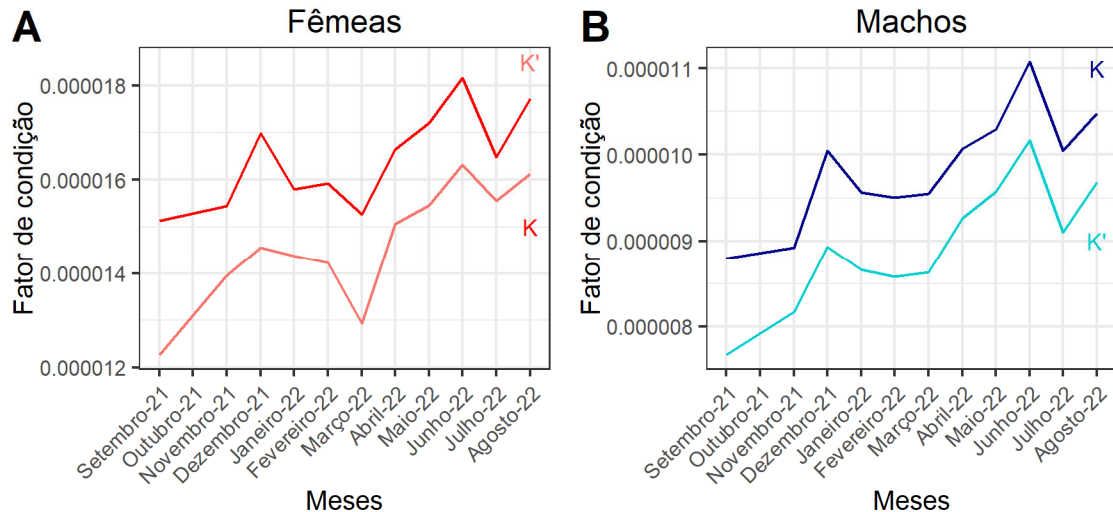 A
Fêmeas
Fator de condição
0.000018
0.000016
0.000014
0.000012
K'
K
Setembro-21
Outubro-21
Novembro-21
Dezembro-21
Janeiro-22
Fevereiro-22
Março-22
Abril-22
Maio-22
Junho-22
Julho-22
Agosto-22
Meses
B
Machos
Fator de condição
0.000011
0.000010
0.000009
0.000008
K
K'
Setembro-21
Outubro-21
Novembro-21
Dezembro-21
Janeiro-22
Fevereiro-22
Março-22
Abril-22
Maio-22
Junho-22
Julho-22
Agosto-22
Meses